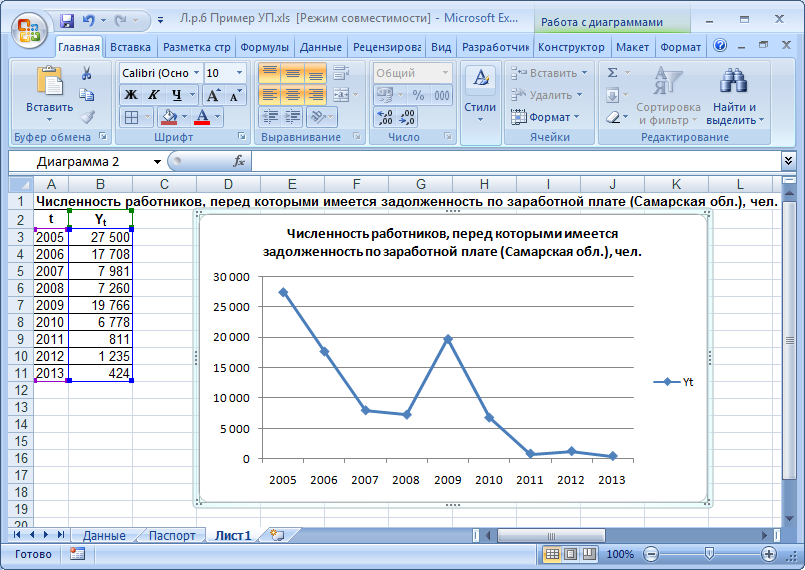 Л.р.6 Пример УП.xls [Режим совместимости] - Microsoft Ex...
Работа с диаграммами
Главная Вставка Разметка стр Формулы Данные Рецензирова Вид Разработчик Конструктор Макет Формат
Calibri (Осно 10
Общий
Ж К Ч А А
% 000
Вставить
Стили
Вставить
Удалить
Формат
Σ
Сортировка и фильтр
Найти и выделить
Буфер обмена Шрифт Выравнивание Число Ячейки Редактирование
Диаграмма 2 fx
A B C D E F G H I J K L
1 Численность работников, перед которыми имеется задолженность по заработной плате (Самарская обл.), чел.
2 t Yt
3 2005 27 500
4 2006 17 708
5 2007 7 981
6 2008 7 260
7 2009 19 766
8 2010 6 778
9 2011 811
10 2012 1 235
11 2013 424
12
13
14
15
16
17
18
19
20
Численность работников, перед которыми имеется
задолженность по заработной плате (Самарская обл.), чел.
30 000
25 000
20 000
15 000
10 000
5 000
0
2005 2006 2007 2008 2009 2010 2011 2012 2013
Yt
Данные Паспорт Лист1
Готово 100%